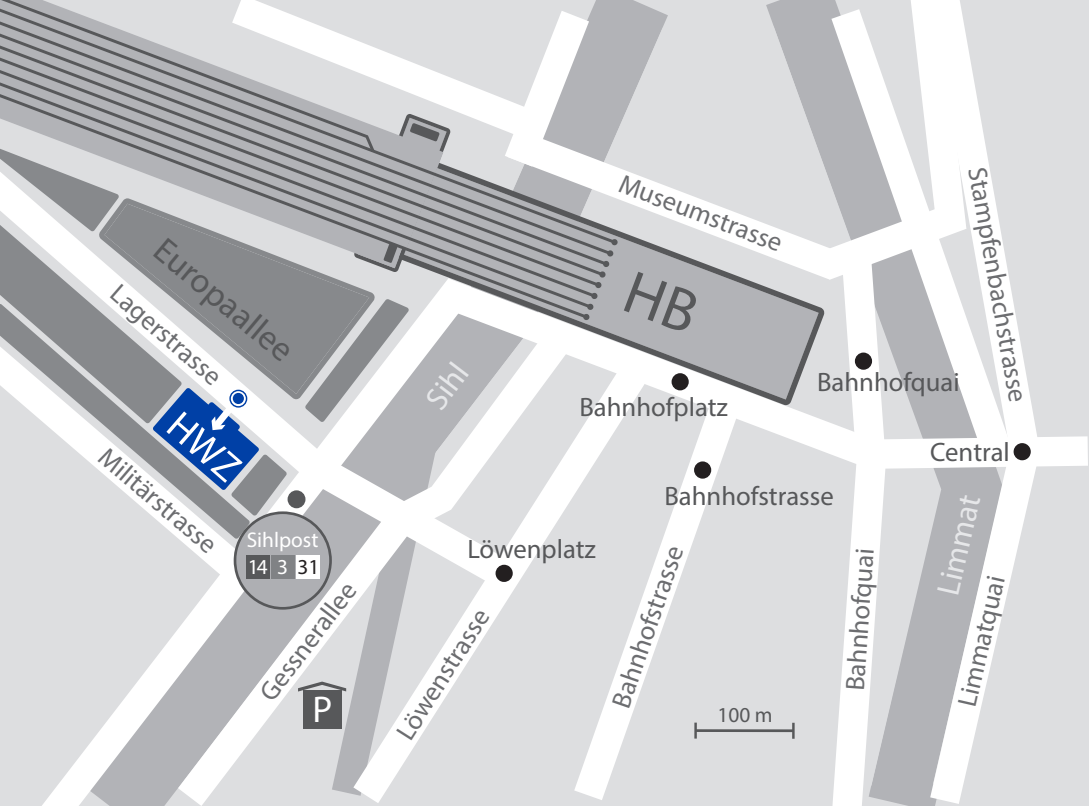 Museumstrasse
Stampfenbachstrasse
Europaallee
HB
Lagerstrasse
Sihl
Bahnhofquai
Bahnhofplatz
HWZ
Central
Militärstrasse
Bahnhofstrasse
Sihlpost
14 3 31
Löwenplatz
Limmat
Gessnerallee
Löwenstrasse
Bahnhofstrasse
Bahnhofquai
Limmatquai
P
100 m